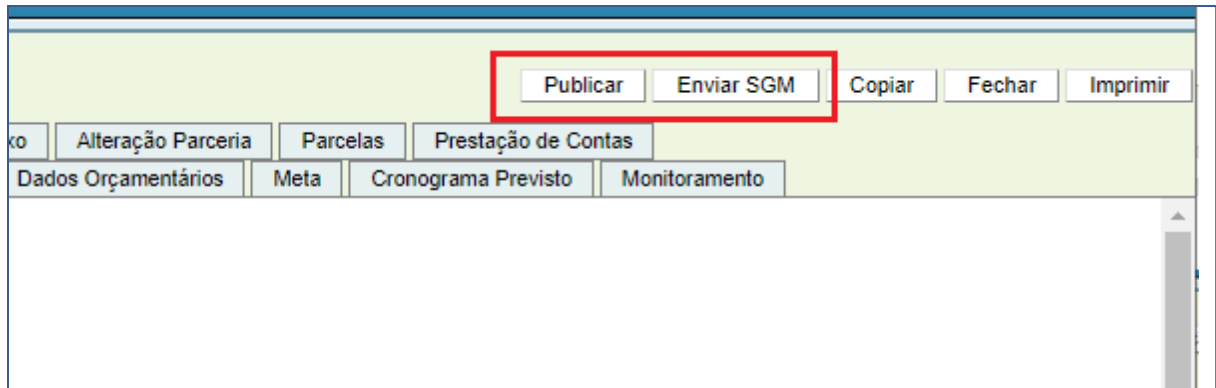 Publicar Enviar SGM Copiar Fechar Imprimir
Alteração Parceria Parcelas Prestação de Contas
Dados Orçamentários Meta Cronograma Previsto Monitoramento